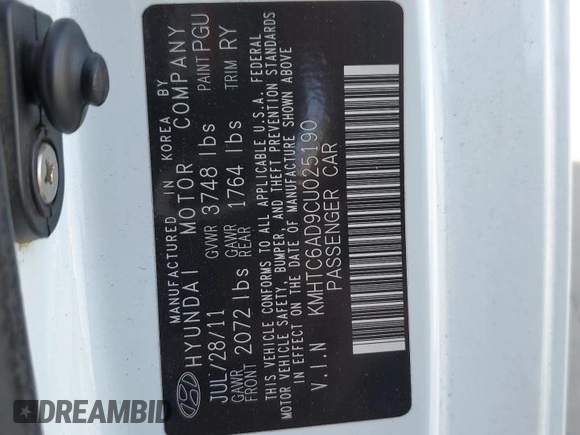 MANUFACTURED IN KOREA BY
HYUNDAI MOTOR COMPANY
JUL/28/11 GVWR 3748 lbs PAINT PGU
GAWR FRONT 2072 lbs GAWR REAR 1764 lbs TRIM RY
THIS VEHICLE CONFORMS TO ALL APPLICABLE U.S.A. FEDERAL
MOTOR VEHICLE SAFETY, BUMPER, AND THEFT PREVENTION STANDARDS
IN EFFECT ON THE DATE OF MANUFACTURE SHOWN ABOVE
V.I.N KMHTC6AD9CU025190
PASSENGER CAR
DREAMBID